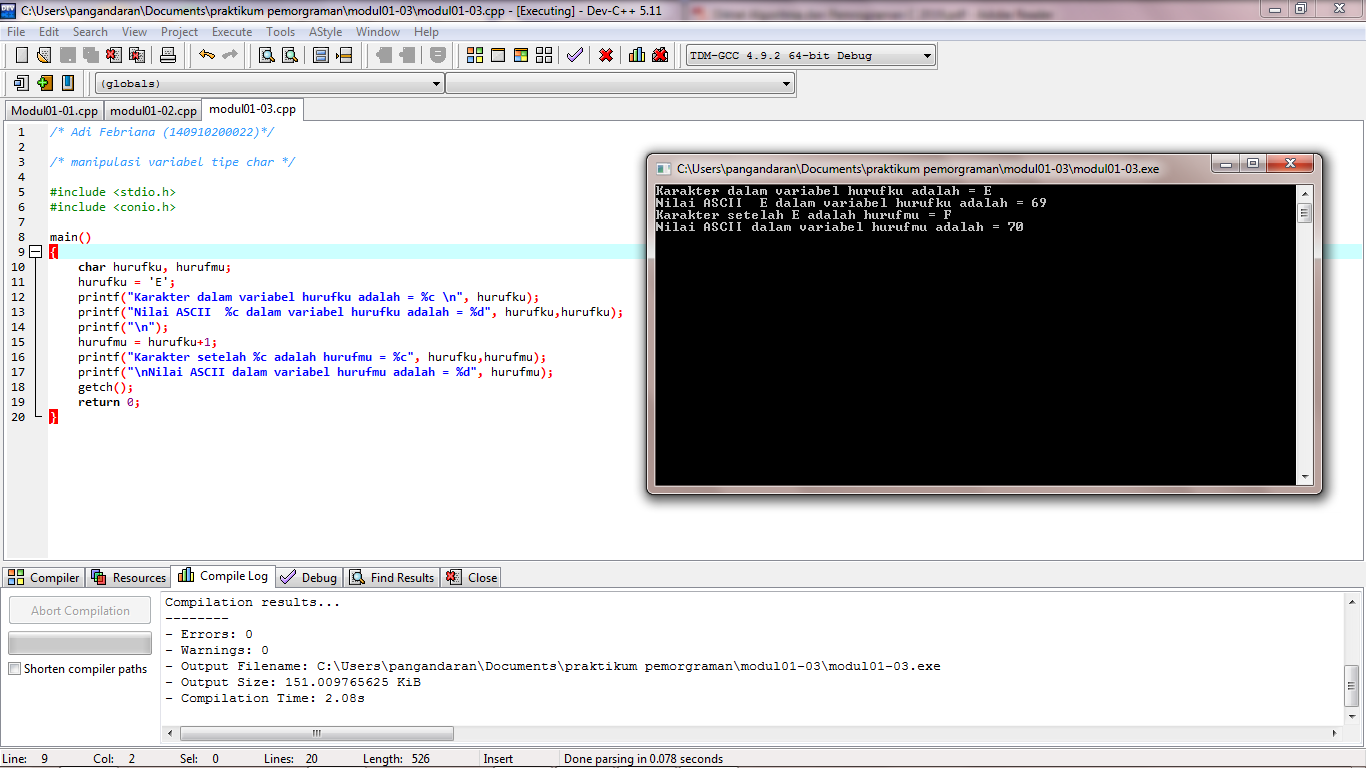 C:\Users\pangandaran\Documents\praktikum pemorgraman\modul01-03\modul01-03.cpp - [Executing] - Dev-C++ 5.11
File Edit Search View Project Execute Tools AStyle Window Help
TDM-GCC 4.9.2 64-bit Debug
(globals)
Modul01-01.cpp modul01-02.cpp modul01-03.cpp
1 /* Adi Febriana (140910200022)*/
2
3 /* manipulasi variabel tipe char */
4
5 #include <stdio.h>
6 #include <conio.h>
7
8 main()
9 {
10 char hurufku, hurufmu;
11 hurufku = 'E';
12 printf("Karakter dalam variabel hurufku adalah = %c \n", hurufku);
13 printf("Nilai ASCII  %c dalam variabel hurufku adalah = %d", hurufku,hurufku);
14 printf("\n");
15 hurufmu = hurufku+1;
16 printf("Karakter setelah %c adalah hurufmu = %c", hurufku,hurufmu);
17 printf("\nNilai ASCII dalam variabel hurufmu adalah = %d", hurufmu);
18 getch();
19 return 0;
20 }
C:\Users\pangandaran\Documents\praktikum pemorgraman\modul01-03\modul01-03.exe
Karakter dalam variabel hurufku adalah = E
Nilai ASCII  E dalam variabel hurufku adalah = 69
Karakter setelah E adalah hurufmu = F
Nilai ASCII dalam variabel hurufmu adalah = 70
Compiler Resources Compile Log Debug Find Results Close
Abort Compilation
Shorten compiler paths
Compilation results...
--------
- Errors: 0
- Warnings: 0
- Output Filename: C:\Users\pangandaran\Documents\praktikum pemorgraman\modul01-03\modul01-03.exe
- Output Size: 151.009765625 KiB
- Compilation Time: 2.08s
Line: 9 Col: 2 Sel: 0 Lines: 20 Length: 526 Insert Done parsing in 0.078 seconds